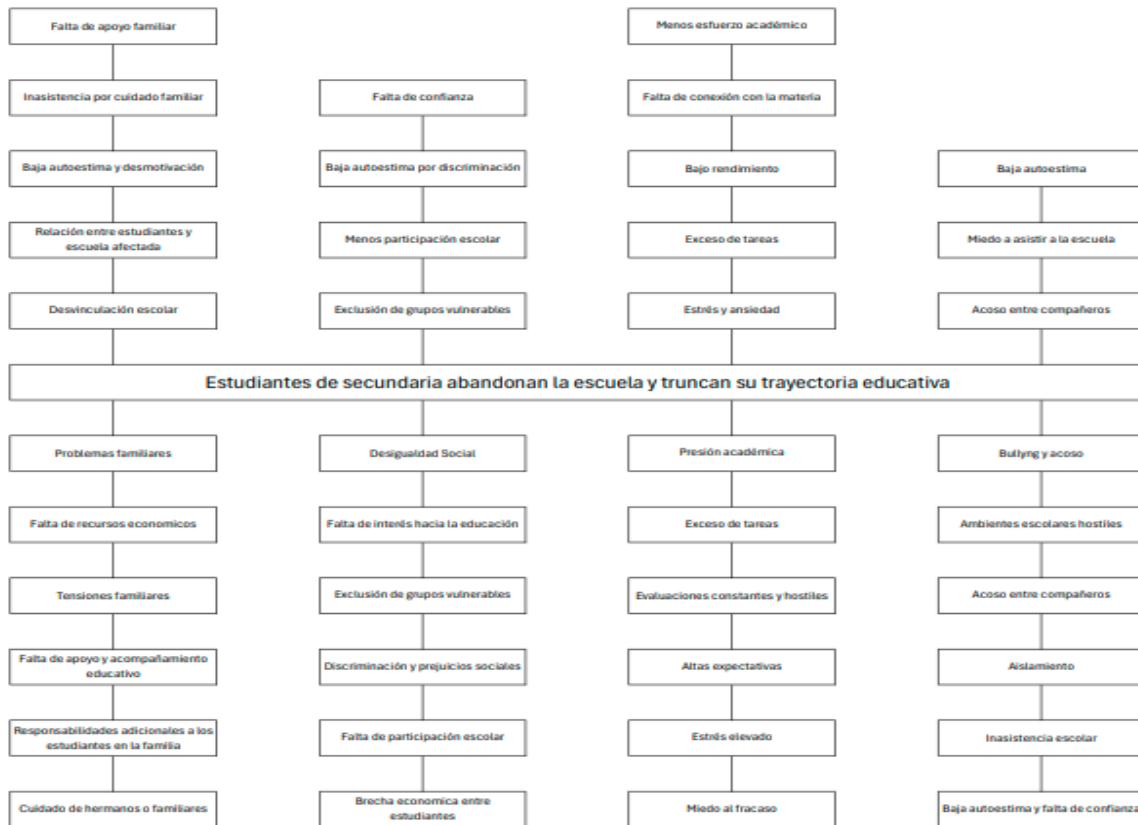 Falta de apoyo familiar
Menos esfuerzo académico
Inasistencia por cuidado familiar
Falta de confianza
Falta de conexión con la materia
Baja autoestima y desmotivación
Baja autoestima por discriminación
Bajo rendimiento
Baja autoestima
Relación entre estudiantes y
escuela afectada
Menos participación escolar
Exceso de tareas
Miedo a asistir a la escuela
Desvinculación escolar
Exclusión de grupos vulnerables
Estrés y ansiedad
Acoso entre compañeros
Estudiantes de secundaria abandonan la escuela y truncan su trayectoria educativa
Problemas familiares
Desigualdad Social
Presión académica
Bullyng y acoso
Falta de recursos economicos
Falta de interés hacia la educación
Exceso de tareas
Ambientes escolares hostiles
Tensiones familiares
Exclusión de grupos vulnerables
Evaluaciones constantes y hostiles
Acoso entre compañeros
Falta de apoyo y acompañamiento
educativo
Discriminación y prejuicios sociales
Altas expectativas
Aislamiento
Responsabilidades adicionales a los
estudiantes en la familia
Falta de participación escolar
Estrés elevado
Inasistencia escolar
Cuidado de hermanos o familiares
Brecha economica entre
estudiantes
Miedo al fracaso
Baja autoestima y falta de confianza